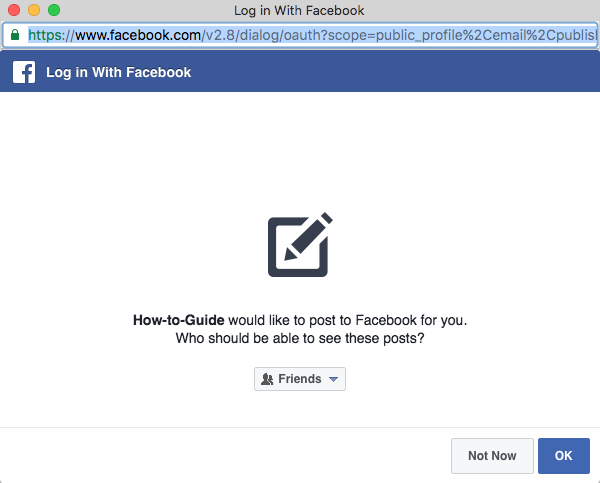 Log in With Facebook
https://www.facebook.com/v2.8/dialog/oauth?scope=public_profile%2Cemail%2Cpublis
Log in With Facebook
How-to-Guide would like to post to Facebook for you.
Who should be able to see these posts?
Friends
Not Now OK